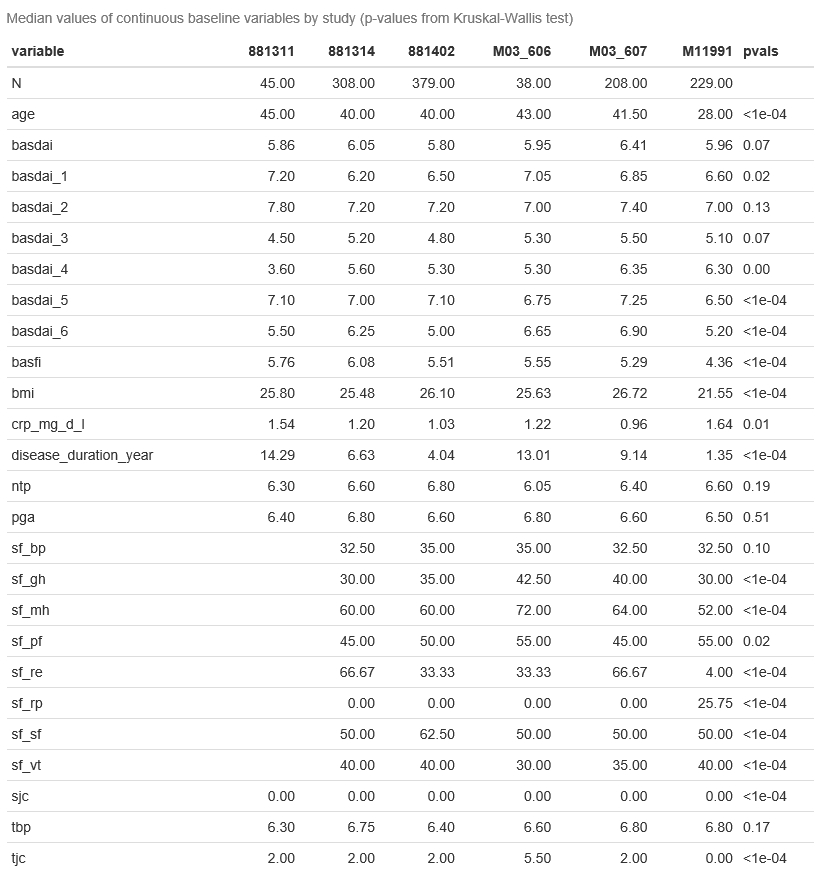 Median values of continuous baseline variables by study (p-values from Kruskal-Wallis test)
variable 881311 881314 881402 M03_606 M03_607 M11991 pvals
N 45.00 308.00 379.00 38.00 208.00 229.00
age 45.00 40.00 40.00 43.00 41.50 28.00 <1e-04
basdai 5.86 6.05 5.80 5.95 6.41 5.96 0.07
basdai_1 7.20 6.20 6.50 7.05 6.85 6.60 0.02
basdai_2 7.80 7.20 7.20 7.00 7.40 7.00 0.13
basdai_3 4.50 5.20 4.80 5.30 5.50 5.10 0.07
basdai_4 3.60 5.60 5.30 5.30 6.35 6.30 0.00
basdai_5 7.10 7.00 7.10 6.75 7.25 6.50 <1e-04
basdai_6 5.50 6.25 5.00 6.65 6.90 5.20 <1e-04
basfi 5.76 6.08 5.51 5.55 5.29 4.36 <1e-04
bmi 25.80 25.48 26.10 25.63 26.72 21.55 <1e-04
crp_mg_d_l 1.54 1.20 1.03 1.22 0.96 1.64 0.01
disease_duration_year 14.29 6.63 4.04 13.01 9.14 1.35 <1e-04
ntp 6.30 6.60 6.80 6.05 6.40 6.60 0.19
pga 6.40 6.80 6.60 6.80 6.60 6.50 0.51
sf_bp 32.50 35.00 35.00 32.50 32.50 0.10
sf_gh 30.00 35.00 42.50 40.00 30.00 <1e-04
sf_mh 60.00 60.00 72.00 64.00 52.00 <1e-04
sf_pf 45.00 50.00 55.00 45.00 55.00 0.02
sf_re 66.67 33.33 33.33 66.67 4.00 <1e-04
sf_rp 0.00 0.00 0.00 0.00 25.75 <1e-04
sf_sf 50.00 62.50 50.00 50.00 50.00 <1e-04
sf_vt 40.00 40.00 30.00 35.00 40.00 <1e-04
sjc 0.00 0.00 0.00 0.00 0.00 0.00 <1e-04
tbp 6.30 6.75 6.40 6.60 6.80 6.80 0.17
tjc 2.00 2.00 2.00 5.50 2.00 0.00 <1e-04